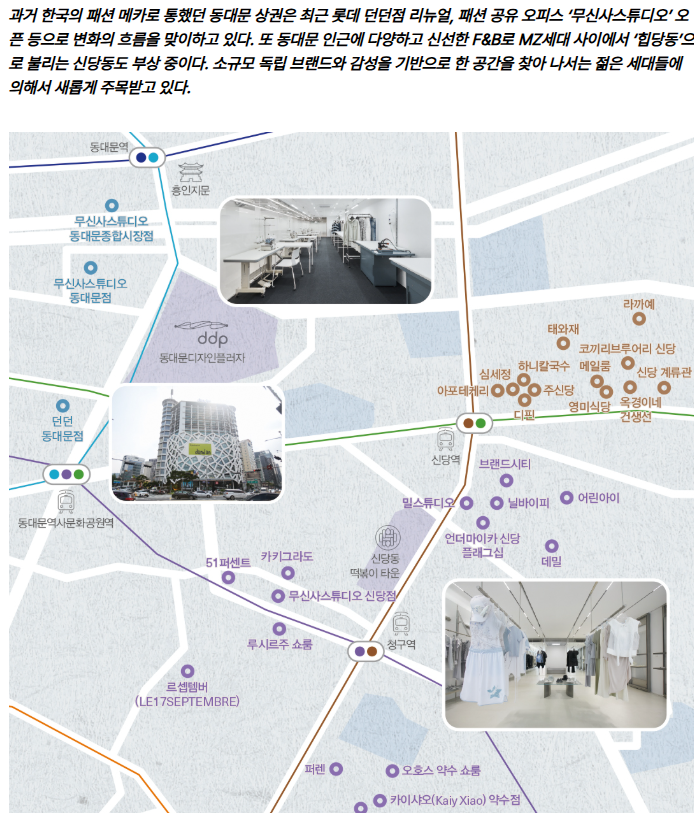 과거 한국의 패션 메카로 통했던 동대문 상권은 최근 롯데 던던점 리뉴얼, 패션 공유 오피스 ‘무신사스튜디오’ 오
픈 등으로 변화의 흐름을 맞이하고 있다. 또 동대문 인근에 다양하고 신선한 F&B로 MZ세대 사이에서 ‘힙당동’으
로 불리는 신당동도 부상 중이다. 소규모 독립 브랜드와 감성을 기반으로 한 공간을 찾아 나서는 젊은 세대들에
의해서 새롭게 주목받고 있다.
동대문역
흥인지문
무신사스튜디오
동대문종합시장점
무신사스튜디오
동대문점
ddp
동대문디자인플라자
라까예
태와재
코끼리브루어리 신당
하니칼국수
메일룸
신당 계류관
심세정
아포테케리
주신당
디핀
영미식당
옥경이네
건생선
던던
동대문점
신당역
동대문역사문화공원역
브랜드시티
밀스튜디오
닐바이피
어린아이
언더마이카 신당
플래그십
데밀
신당동
떡볶이 타운
51퍼센트
카키그라도
무신사스튜디오 신당점
루시르주 쇼룸
청구역
르셉템버
(LE17SEPTEMBRE)
퍼렌
오호스 약수 쇼룸
카이샤오(Kaiy Xiao) 약수점